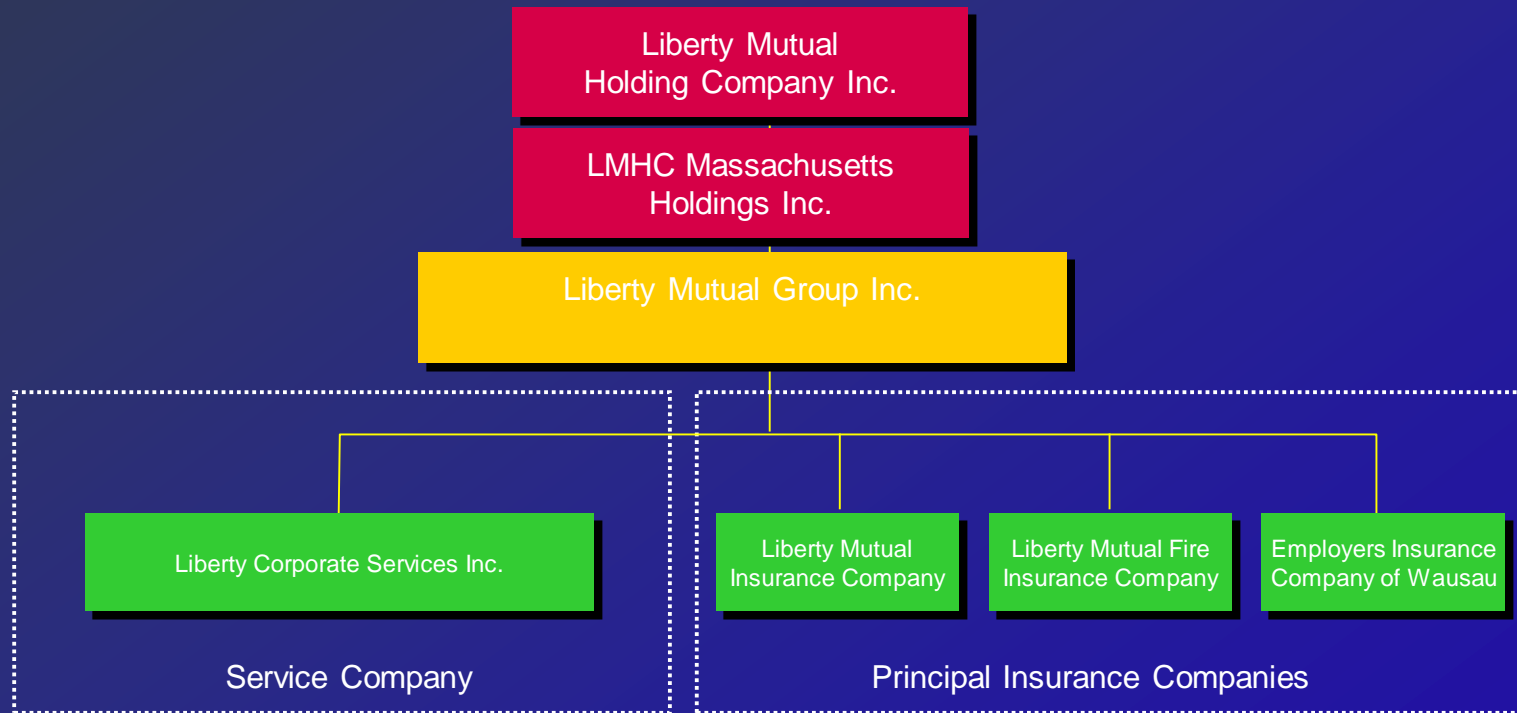 Liberty Mutual
Holding Company Inc.
LMHC Massachusetts
Holdings Inc.
Liberty Mutual Group Inc.
Liberty Corporate Services Inc.
Liberty Mutual
Insurance Company
Liberty Mutual Fire
Insurance Company
Employers Insurance
Company of Wausau
Service Company
Principal Insurance Companies